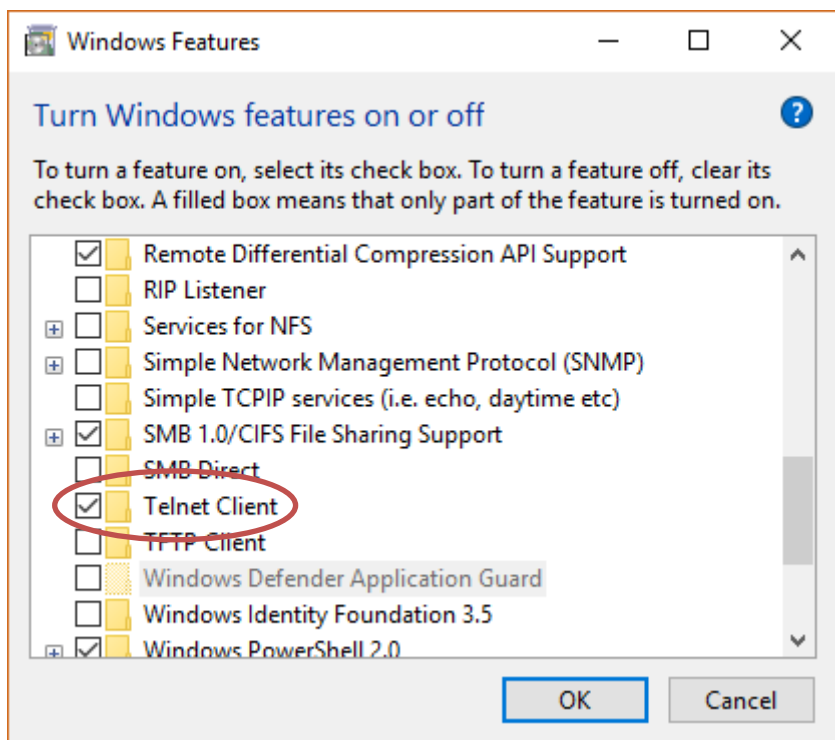 Windows Features
Turn Windows features on or off
?
To turn a feature on, select its check box. To turn a feature off, clear its
check box. A filled box means that only part of the feature is turned on.
Remote Differential Compression API Support
RIP Listener
Services for NFS
Simple Network Management Protocol (SNMP)
Simple TCPIP services (i.e. echo, daytime etc)
SMB 1.0/CIFS File Sharing Support
SMB Direct
Telnet Client
TFTP Client
Windows Defender Application Guard
Windows Identity Foundation 3.5
Windows PowerShell 2.0
OK Cancel